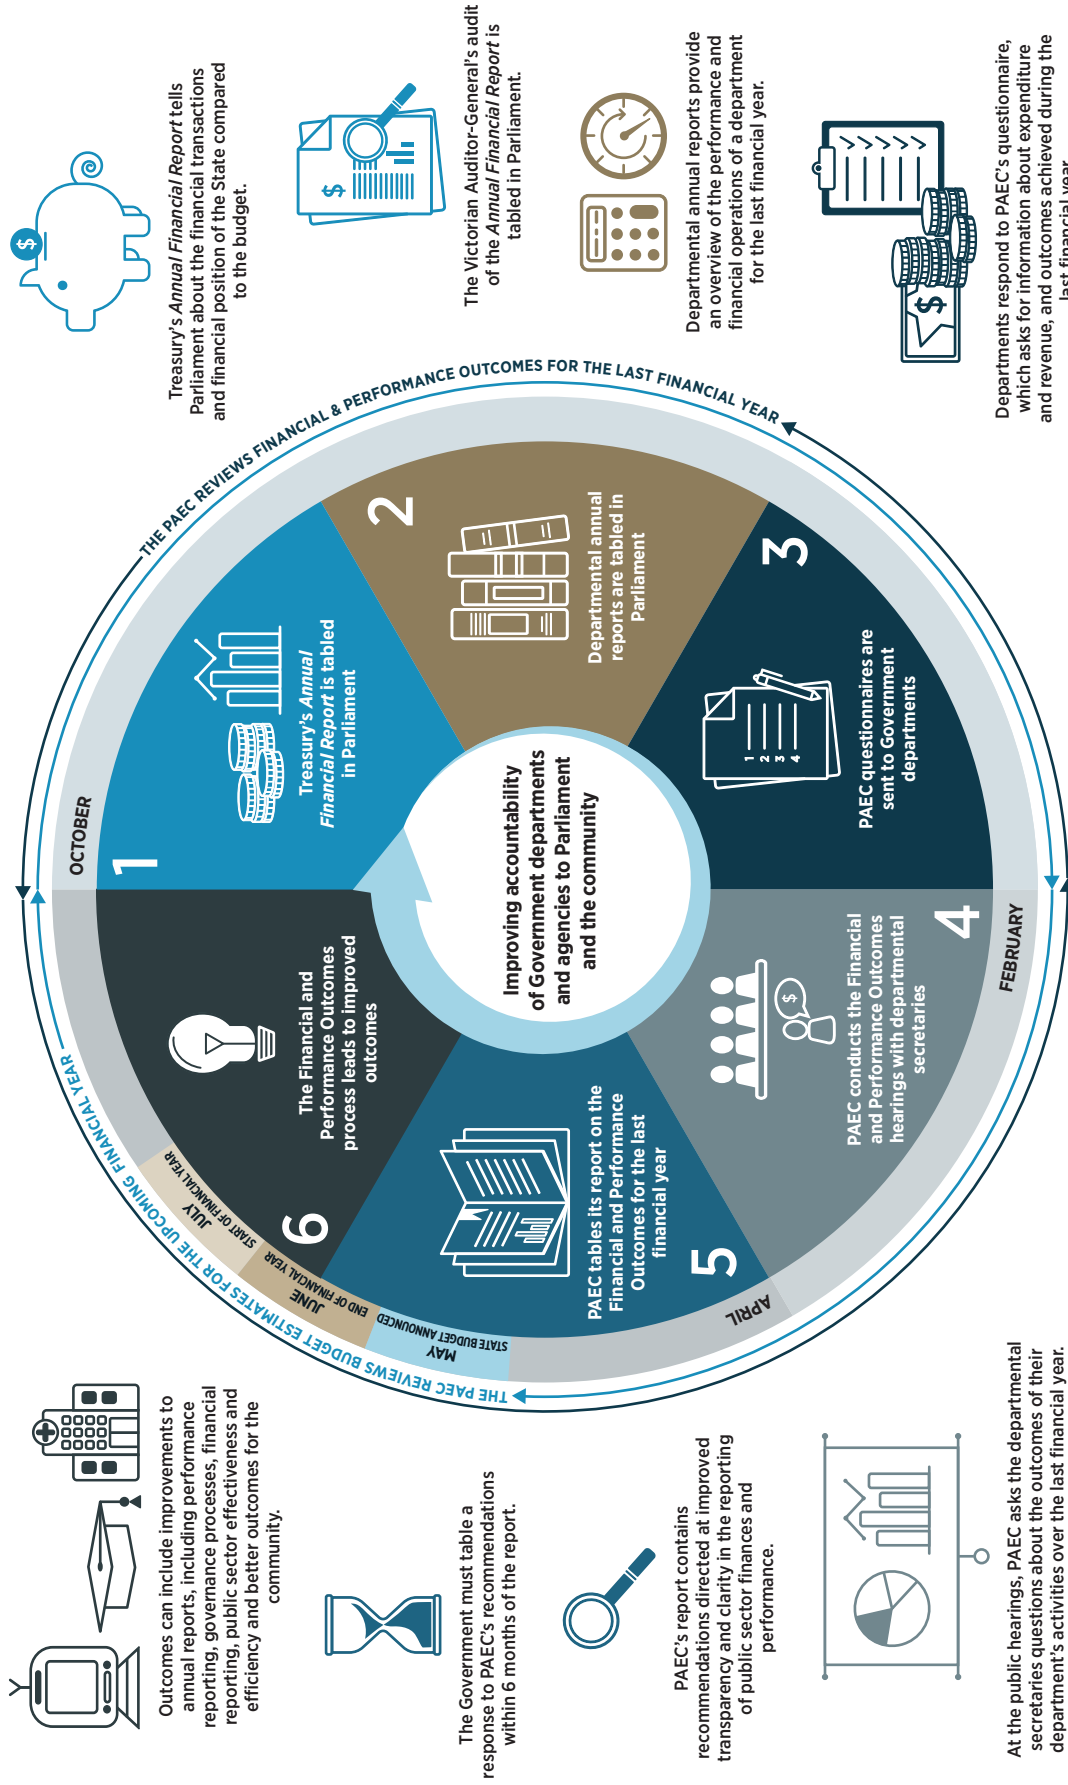 THE PAEC REVIEWS FINANCIAL & PERFORMANCE OUTCOMES FOR THE LAST FINANCIAL YEAR
THE PAEC REVIEWS BUDGET ESTIMATES FOR THE UPCOMING FINANCIAL YEAR
OCTOBER
1
Treasury's Annual
Financial Report is tabled
in Parliament
Treasury's Annual Financial Report tells
Parliament about the financial transactions
and financial position of the State compared
to the budget.
$
The Victorian Auditor-General's audit
of the Annual Financial Report is
tabled in Parliament.
$
2
Departmental annual
reports are tabled in
Parliament
Departmental annual reports provide
an overview of the performance and
financial operations of a department
for the last financial year.
3
PAEC questionnaires are
sent to Government
departments
1
2
3
4
Departments respond to PAEC's questionnaire,
which asks for information about expenditure
and revenue, and outcomes achieved during the
last financial year
$
FEBRUARY
4
PAEC conducts the Financial
and Performance Outcomes
hearings with departmental
secretaries
$
At the public hearings, PAEC asks the departmental
secretaries questions about the outcomes of their
department's activities over the last financial year.
APRIL
5
PAEC tables its report on the
Financial and Performance
Outcomes for the last
financial year
PAEC's report contains
recommendations directed at improved
transparency and clarity in the reporting
of public sector finances and
performance.
The Government must table a
response to PAEC's recommendations
within 6 months of the report.
MAY
STATE BUDGET ANNOUNCED
JUNE
END OF FINANCIAL YEAR
JULY
START OF FINANCIAL YEAR
6
The Financial and
Performance Outcomes
process leads to improved
outcomes
Outcomes can include improvements to
annual reports, including performance
reporting, governance processes, financial
reporting, public sector effectiveness and
efficiency and better outcomes for the
community.
Improving accountability
of Government departments
and agencies to Parliament
and the community